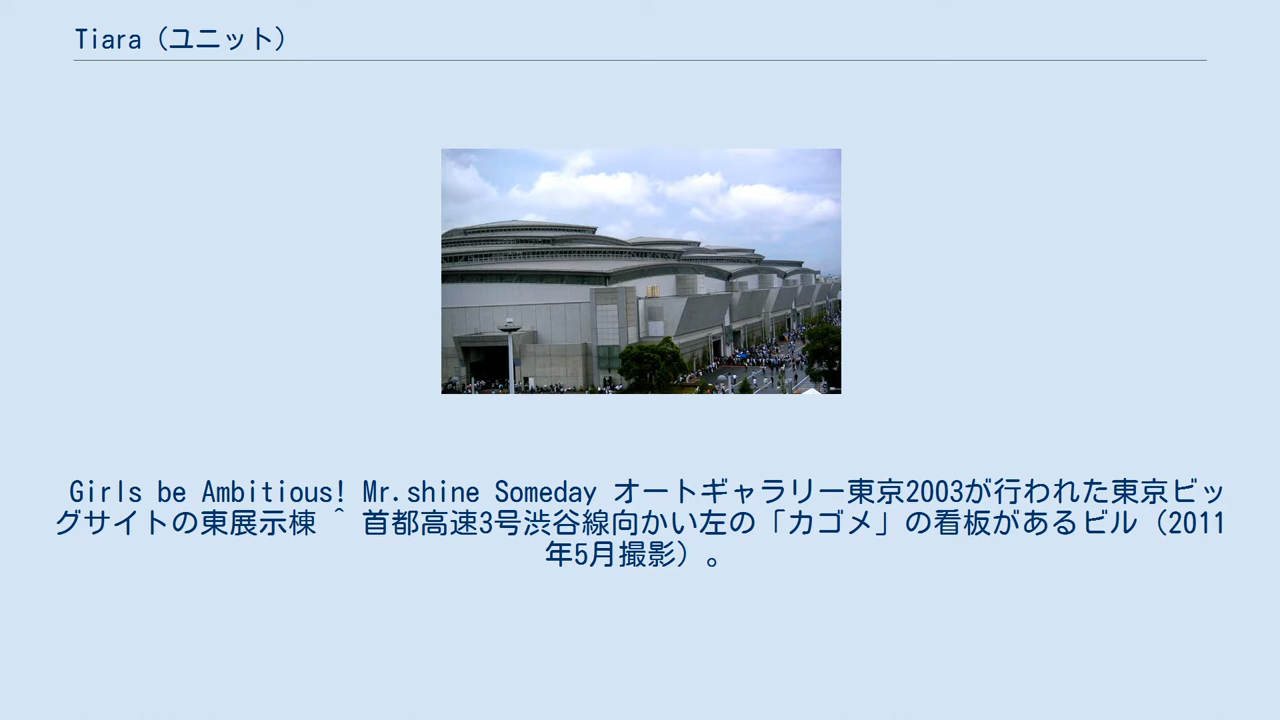 Tiara（ユニット）
Girls be Ambitious! Mr.shine Someday オートギャラリー東京2003が行われた東京ビッ
グサイトの東展示棟 ^ 首都高速3号渋谷線向かい左の「カゴメ」の看板があるビル（2011
年5月撮影）。